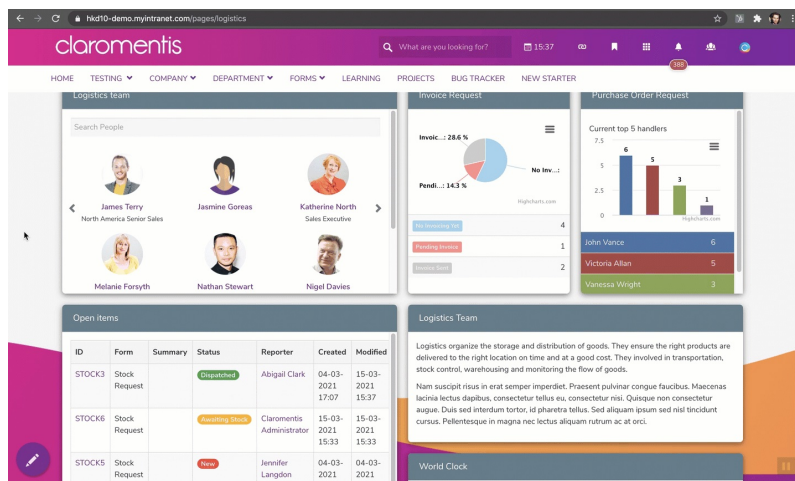 hkd10-demo.myintranet.com/pages/logistics
claromentis
What are you looking for?
15:37
388
HOME TESTING COMPANY DEPARTMENT FORMS LEARNING PROJECTS BUG TRACKER NEW STARTER
Logistics team
Search People
James Terry
North America Senior Sales
Jasmine Goreas
Katherine North
Sales Executive
Melanie Forsyth
Nathan Stewart
Nigel Davies
Invoice Request
Invoic...: 28.6 %
No Inv...:
Pendi...: 14.3 %
Highcharts.com
No Invoicing Yet 4
Pending Invoice 1
Invoice Sent 2
Purchase Order Request
Current top 5 handlers
7.5
5
2.5
0
6
5
3
1
Highcharts.com
John Vance 6
Victoria Allan 5
Vanessa Wright 3
Open items
ID Form Summary Status Reporter Created Modified
STOCK3 Stock Request Dispatched Abigail Clark 04-03-2021 17:07 15-03-2021 15:37
STOCK6 Stock Request Awaiting Stock Claromentis Administrator 15-03-2021 15:33 15-03-2021 15:33
STOCK5 Stock Request New Jennifer Langdon 04-03-2021 04-03-2021
Logistics Team
Logistics organize the storage and distribution of goods. They ensure the right products are
delivered to the right location on time and at a good cost. They involved in transportation,
stock control, warehousing and monitoring the flow of goods.
Nam suscipit risus in erat semper imperdiet. Praesent pulvinar congue faucibus. Maecenas
lacinia lectus dapibus, consectetur tellus eu, consectetur nisi. Quisque non consectetur
augue. Duis sed interdum tortor, id pharetra tellus. Sed aliquam ipsum sed nisl tincidunt
cursus. Pellentesque in magna nec lectus aliquam rutrum ac at orci.
World Clock